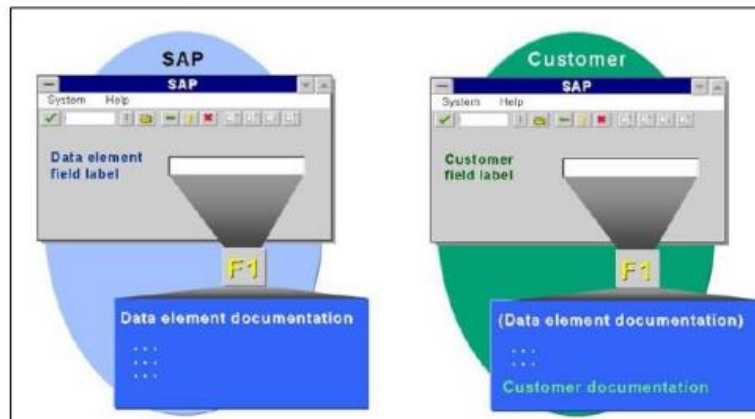 SAP
SAP
System Help
Data element
field label
F1
Data element documentation
...
...
...
Customer
SAP
System Help
Customer
field label
F1
(Data element documentation)
...
...
Customer documentation